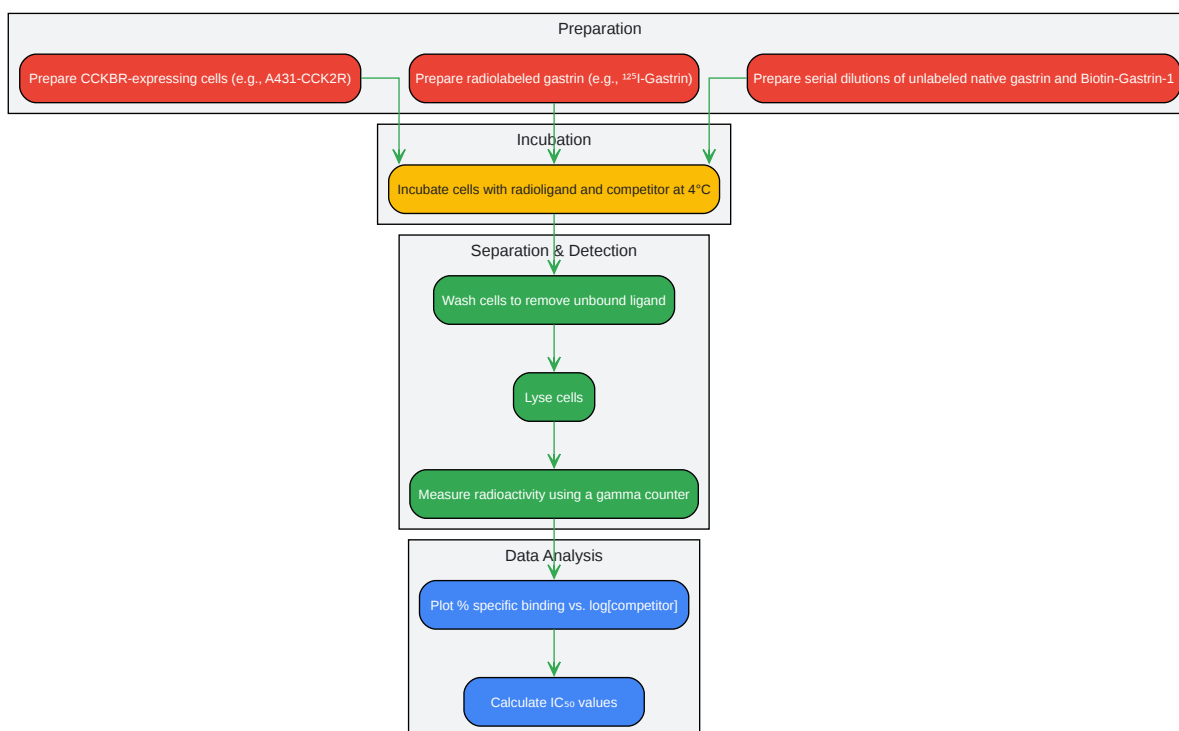 Preparation
Prepare CCKBR-expressing cells (e.g., A431-CCK2R)
Prepare radiolabeled gastrin (e.g., ¹²⁵I-Gastrin)
Prepare serial dilutions of unlabeled native gastrin and Biotin-Gastrin-1
Incubation
Incubate cells with radioligand and competitor at 4°C
Separation & Detection
Wash cells to remove unbound ligand
Lyse cells
Measure radioactivity using a gamma counter
Data Analysis
Plot % specific binding vs. log[competitor]
Calculate IC₅₀ values